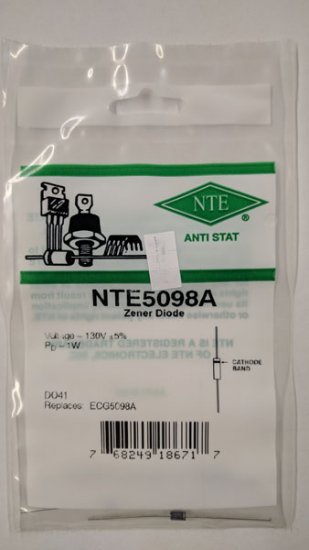 NTE
®
ANTI STAT
NTE5098A
Zener Diode
Voltage – 130V ±5%
PD – 1W
CATHODE
BAND
DO41
Replaces: ECG5098A
7 68249 18671 7